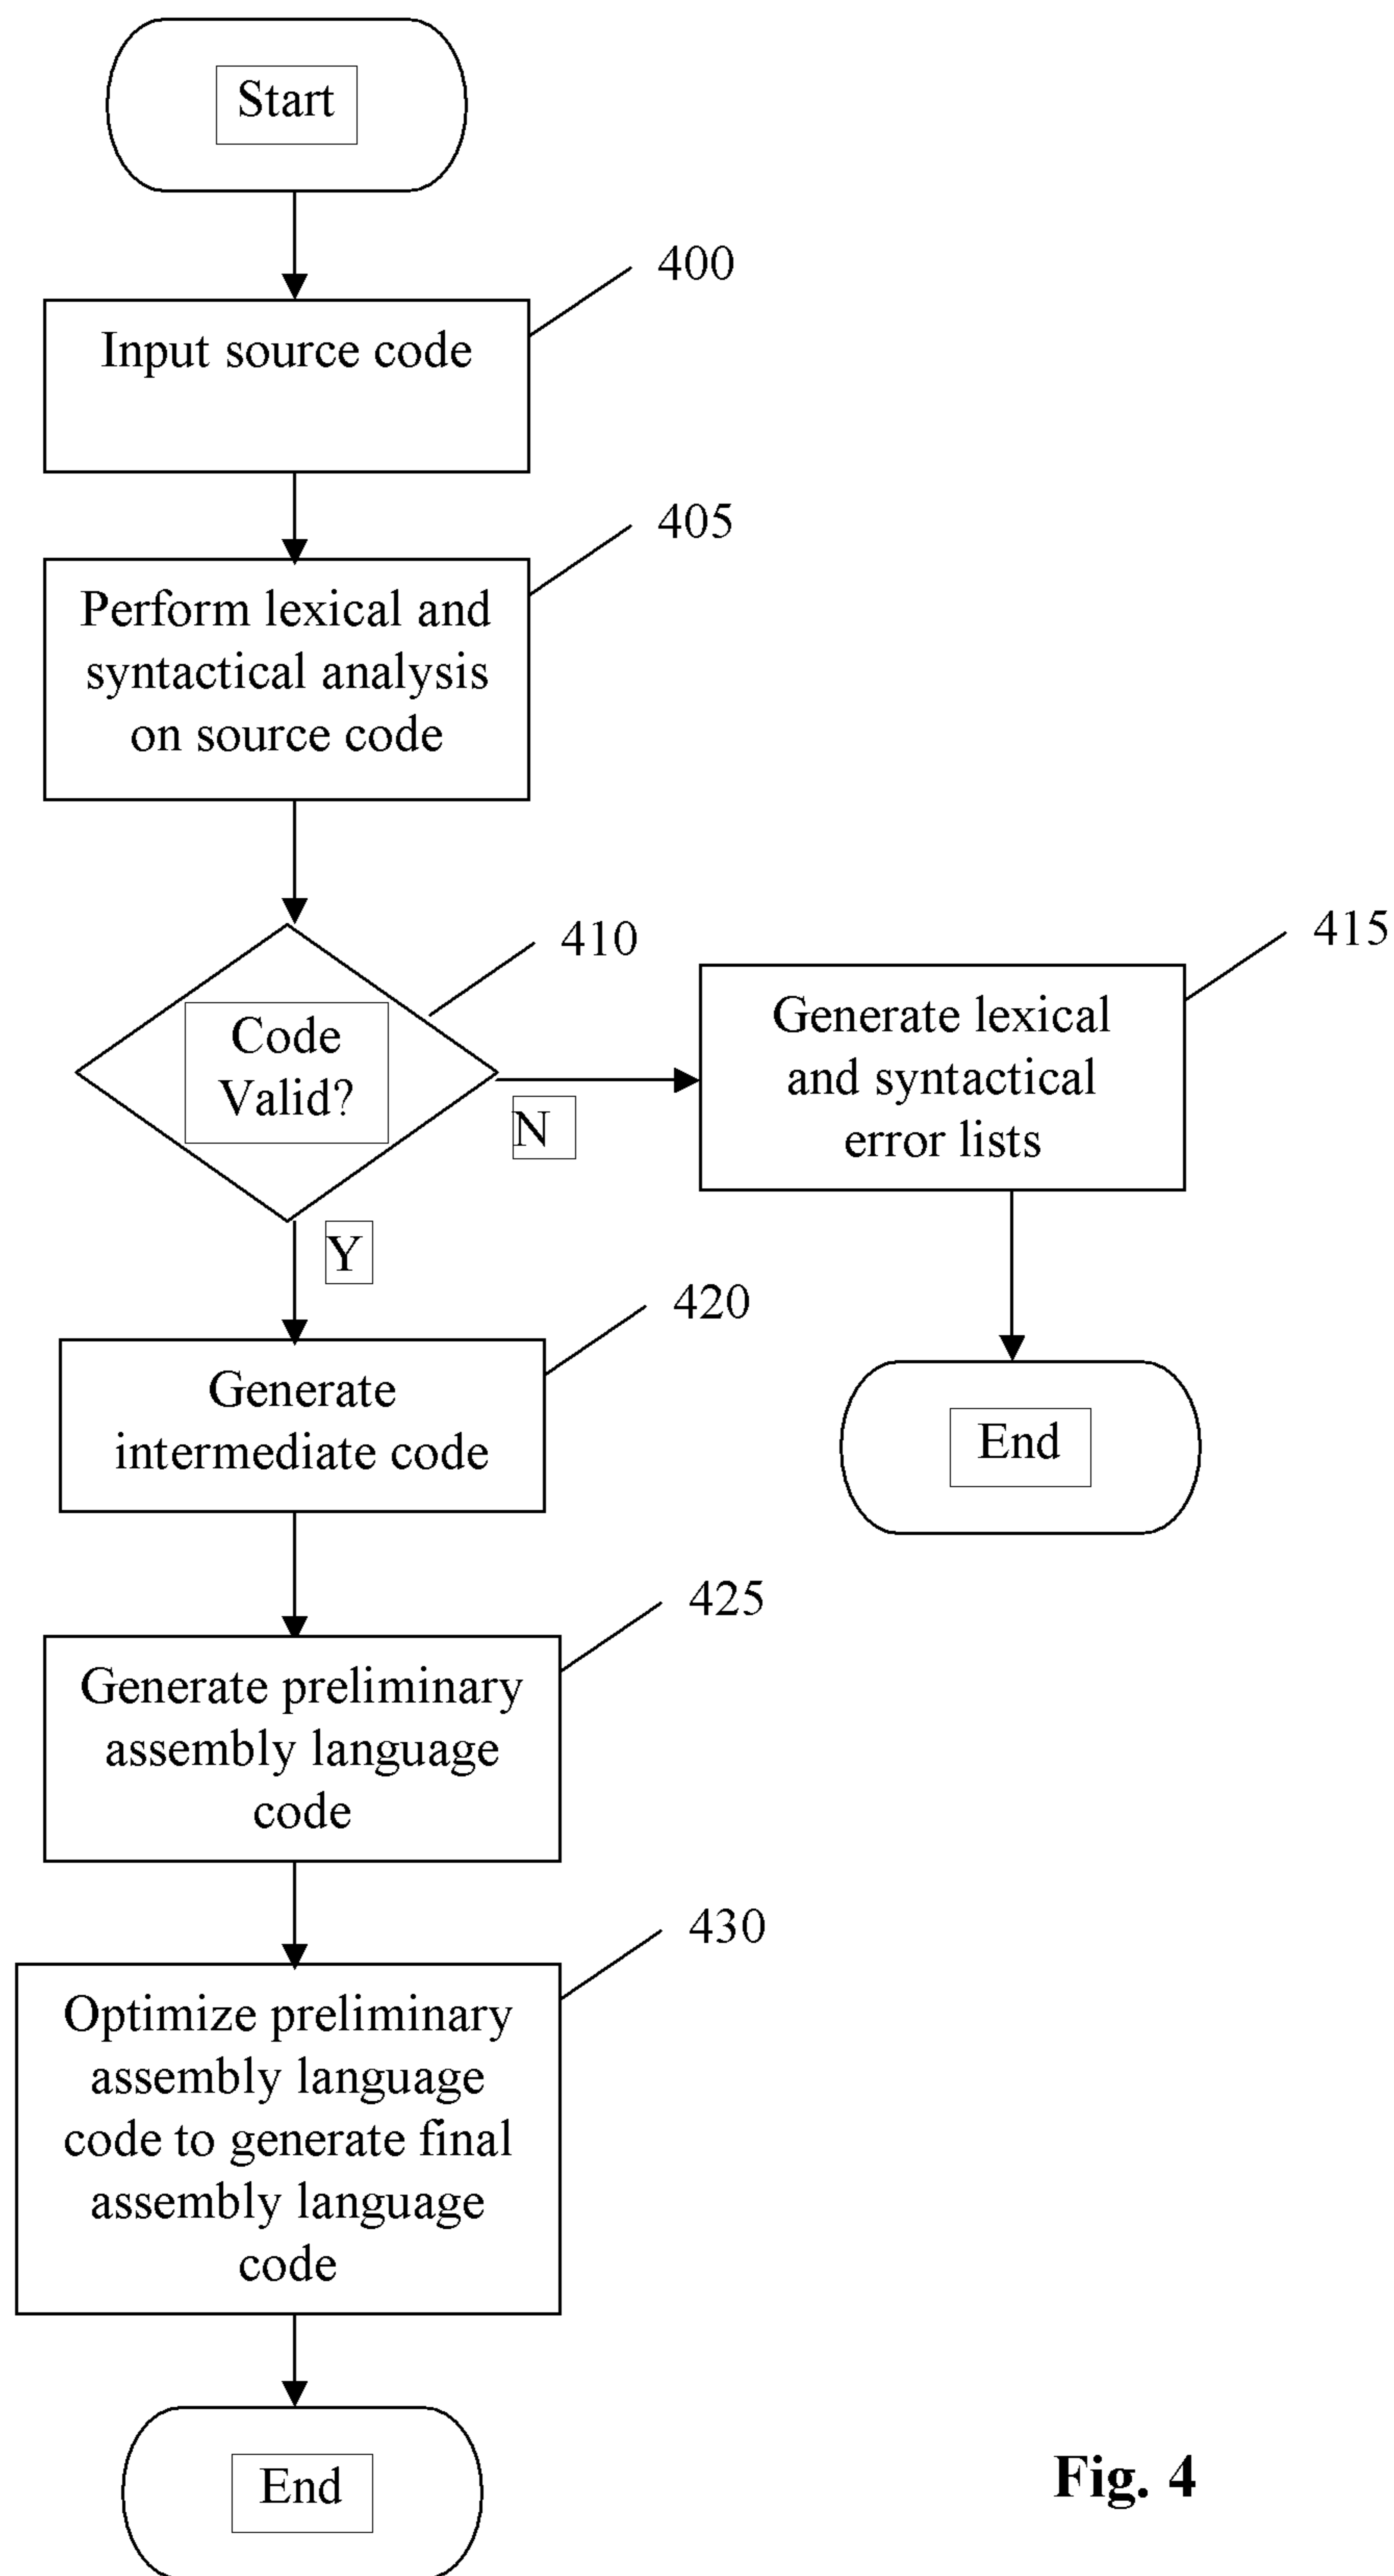 Start
400
Input source code
405
Perform lexical and
syntactical analysis
on source code
410
Code
Valid?
N
Y
415
Generate lexical
and syntactical
error lists
End
420
Generate
intermediate code
425
Generate preliminary
assembly language
code
430
Optimize preliminary
assembly language
code to generate final
assembly language
code
End
Fig. 4